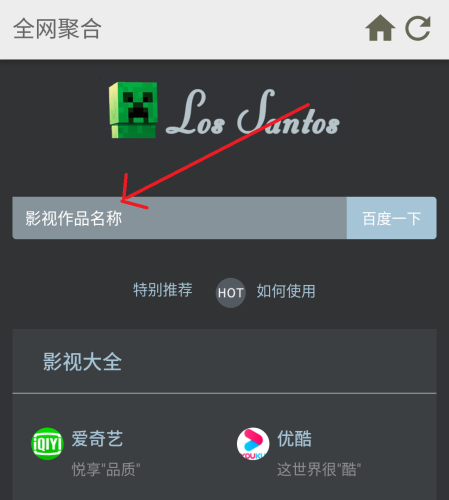 全网聚合
Los Santos
影视作品名称 百度一下
特别推荐 HOT 如何使用
影视大全
iQIYI 爱奇艺 YOUKU 优酷
悦享"品质" 这世界很"酷"